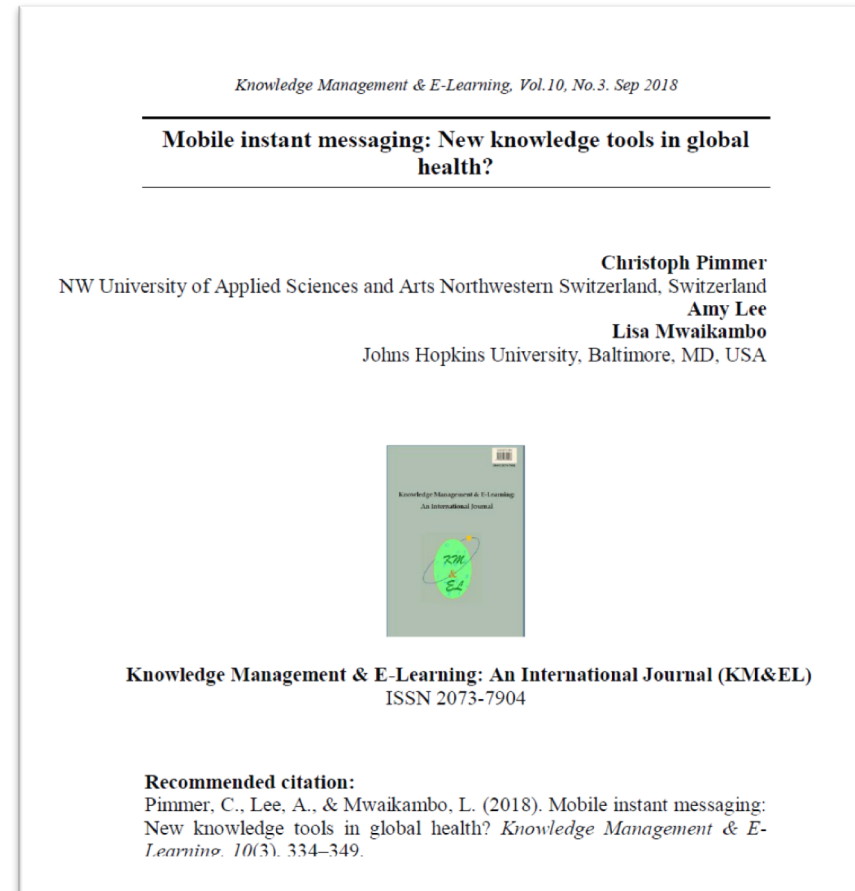 Knowledge Management & E-Learning, Vol.10, No.3. Sep 2018
Mobile instant messaging: New knowledge tools in global
health?
Christoph Pimmer
NW University of Applied Sciences and Arts Northwestern Switzerland, Switzerland
Amy Lee
Lisa Mwaikambo
Johns Hopkins University, Baltimore, MD, USA
Knowledge Management & E-Learning:
An International Journal
KM
&
EL
Knowledge Management & E-Learning: An International Journal (KM&EL)
ISSN 2073-7904
Recommended citation:
Pimmer, C., Lee, A., & Mwaikambo, L. (2018). Mobile instant messaging:
New knowledge tools in global health? Knowledge Management & E-
Learning, 10(3), 334–349.